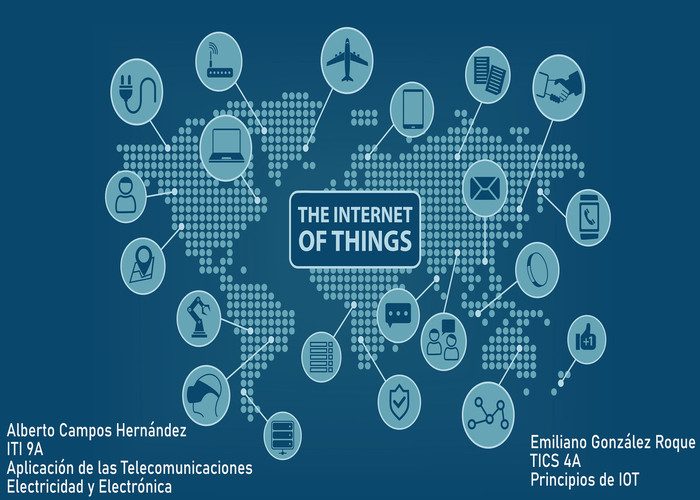 THE INTERNET
OF THINGS
+1
Alberto Campos Hernández
ITI 9A
Aplicación de las Telecomunicaciones
Electricidad y Electrónica
Emiliano González Roque
TICS 4A
Principios de IOT